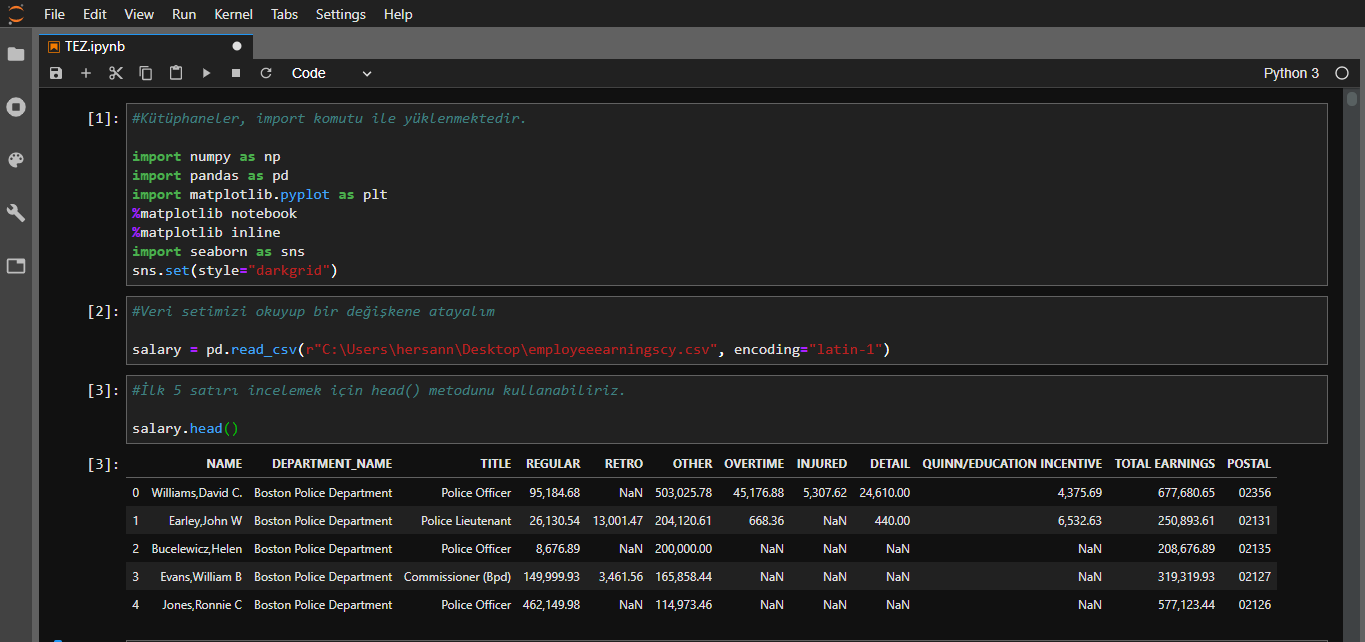 File Edit View Run Kernel Tabs Settings Help
TEZ.ipynb
Code
Python 3
[1]:
#Kütüphaneler, import komutu ile yüklenmektedir.
import numpy as np
import pandas as pd
import matplotlib.pyplot as plt
%matplotlib notebook
%matplotlib inline
import seaborn as sns
sns.set(style="darkgrid")
[2]:
#Veri setimizi okuyup bir değişkene atayalım
salary = pd.read_csv(r"C:\Users\hersann\Desktop\employeeearningscy.csv", encoding="latin-1")
[3]:
#İlk 5 satırı incelemek için head() metodunu kullanabiliriz.
salary.head()
[3]:
NAME DEPARTMENT_NAME TITLE REGULAR RETRO OTHER OVERTIME INJURED DETAIL QUINN/EDUCATION INCENTIVE TOTAL EARNINGS POSTAL
0 Williams,David C. Boston Police Department Police Officer 95,184.68 NaN 503,025.78 45,176.88 5,307.62 24,610.00 4,375.69 677,680.65 02356
1 Earley,John W Boston Police Department Police Lieutenant 26,130.54 13,001.47 204,120.61 668.36 NaN 440.00 6,532.63 250,893.61 02131
2 Bucelewicz,Helen Boston Police Department Police Officer 8,676.89 NaN 200,000.00 NaN NaN NaN NaN 208,676.89 02135
3 Evans,William B Boston Police Department Commissioner (Bpd) 149,999.93 3,461.56 165,858.44 NaN NaN NaN NaN 319,319.93 02127
4 Jones,Ronnie C Boston Police Department Police Officer 462,149.98 NaN 114,973.46 NaN NaN NaN NaN 577,123.44 02126